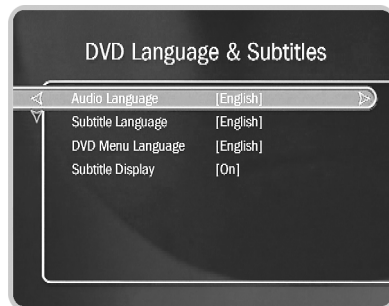 DVD Language & Subtitles
Audio Language [English]
Subtitle Language [English]
DVD Menu Language [English]
Subtitle Display [On]